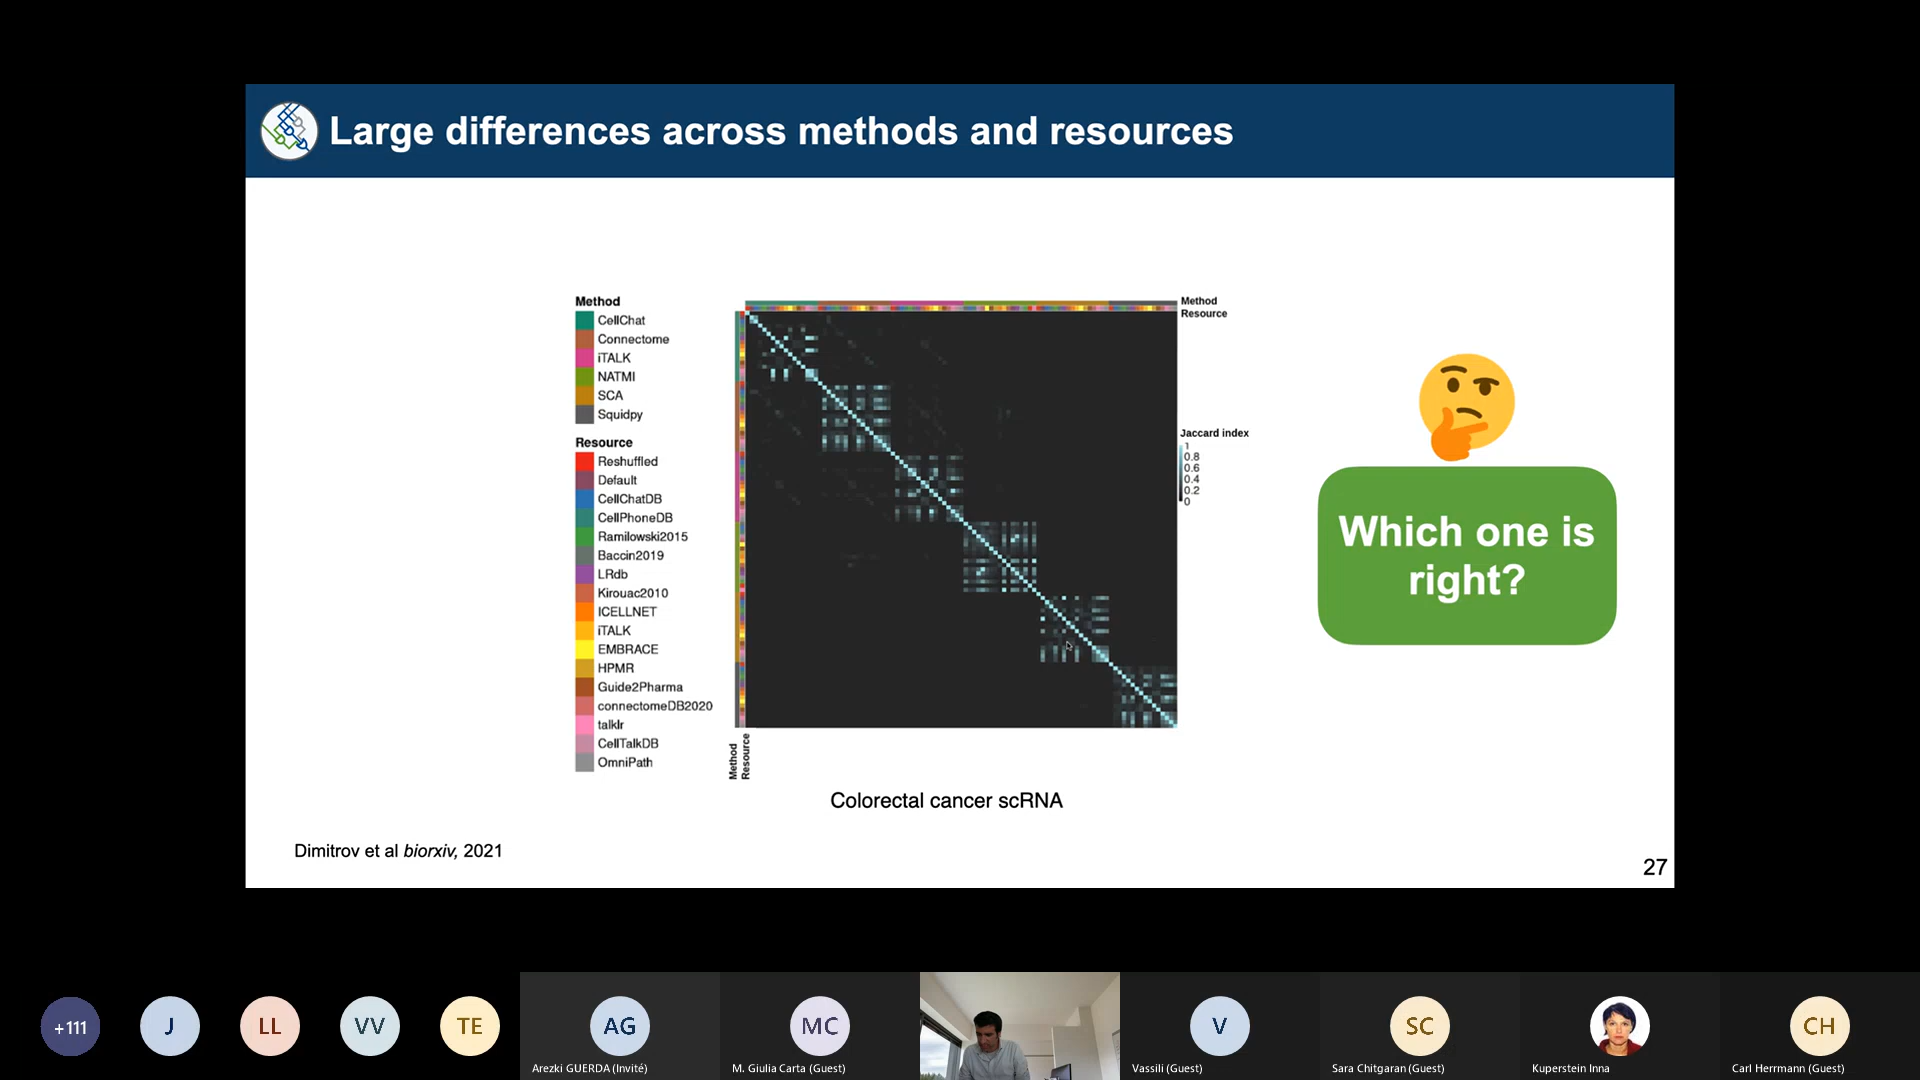 Large differences across methods and resources
Method
CellChat
Connectome
iTALK
NATMI
SCA
Squidpy
Resource
Reshuffled
Default
CellChatDB
CellPhoneDB
Ramilowski2015
Baccin2019
LRdb
Kirouac2010
ICELLNET
iTALK
EMBRACE
HPMR
Guide2Pharma
connectomeDB2020
talklr
CellTalkDB
OmniPath
Method
Resource
Method
Resource
Jaccard index
1
0.8
0.6
0.4
0.2
0
Colorectal cancer scRNA
Which one is
right?
Dimitrov et al biorxiv, 2021
27
+111
J
LL
VV
TE
AG
MC
V
SC
CH
Arezki GUERDA (Invité)
M. Giulia Carta (Guest)
Vassili (Guest)
Sara Chitgaran (Guest)
Kuperstein Inna
Carl Herrmann (Guest)